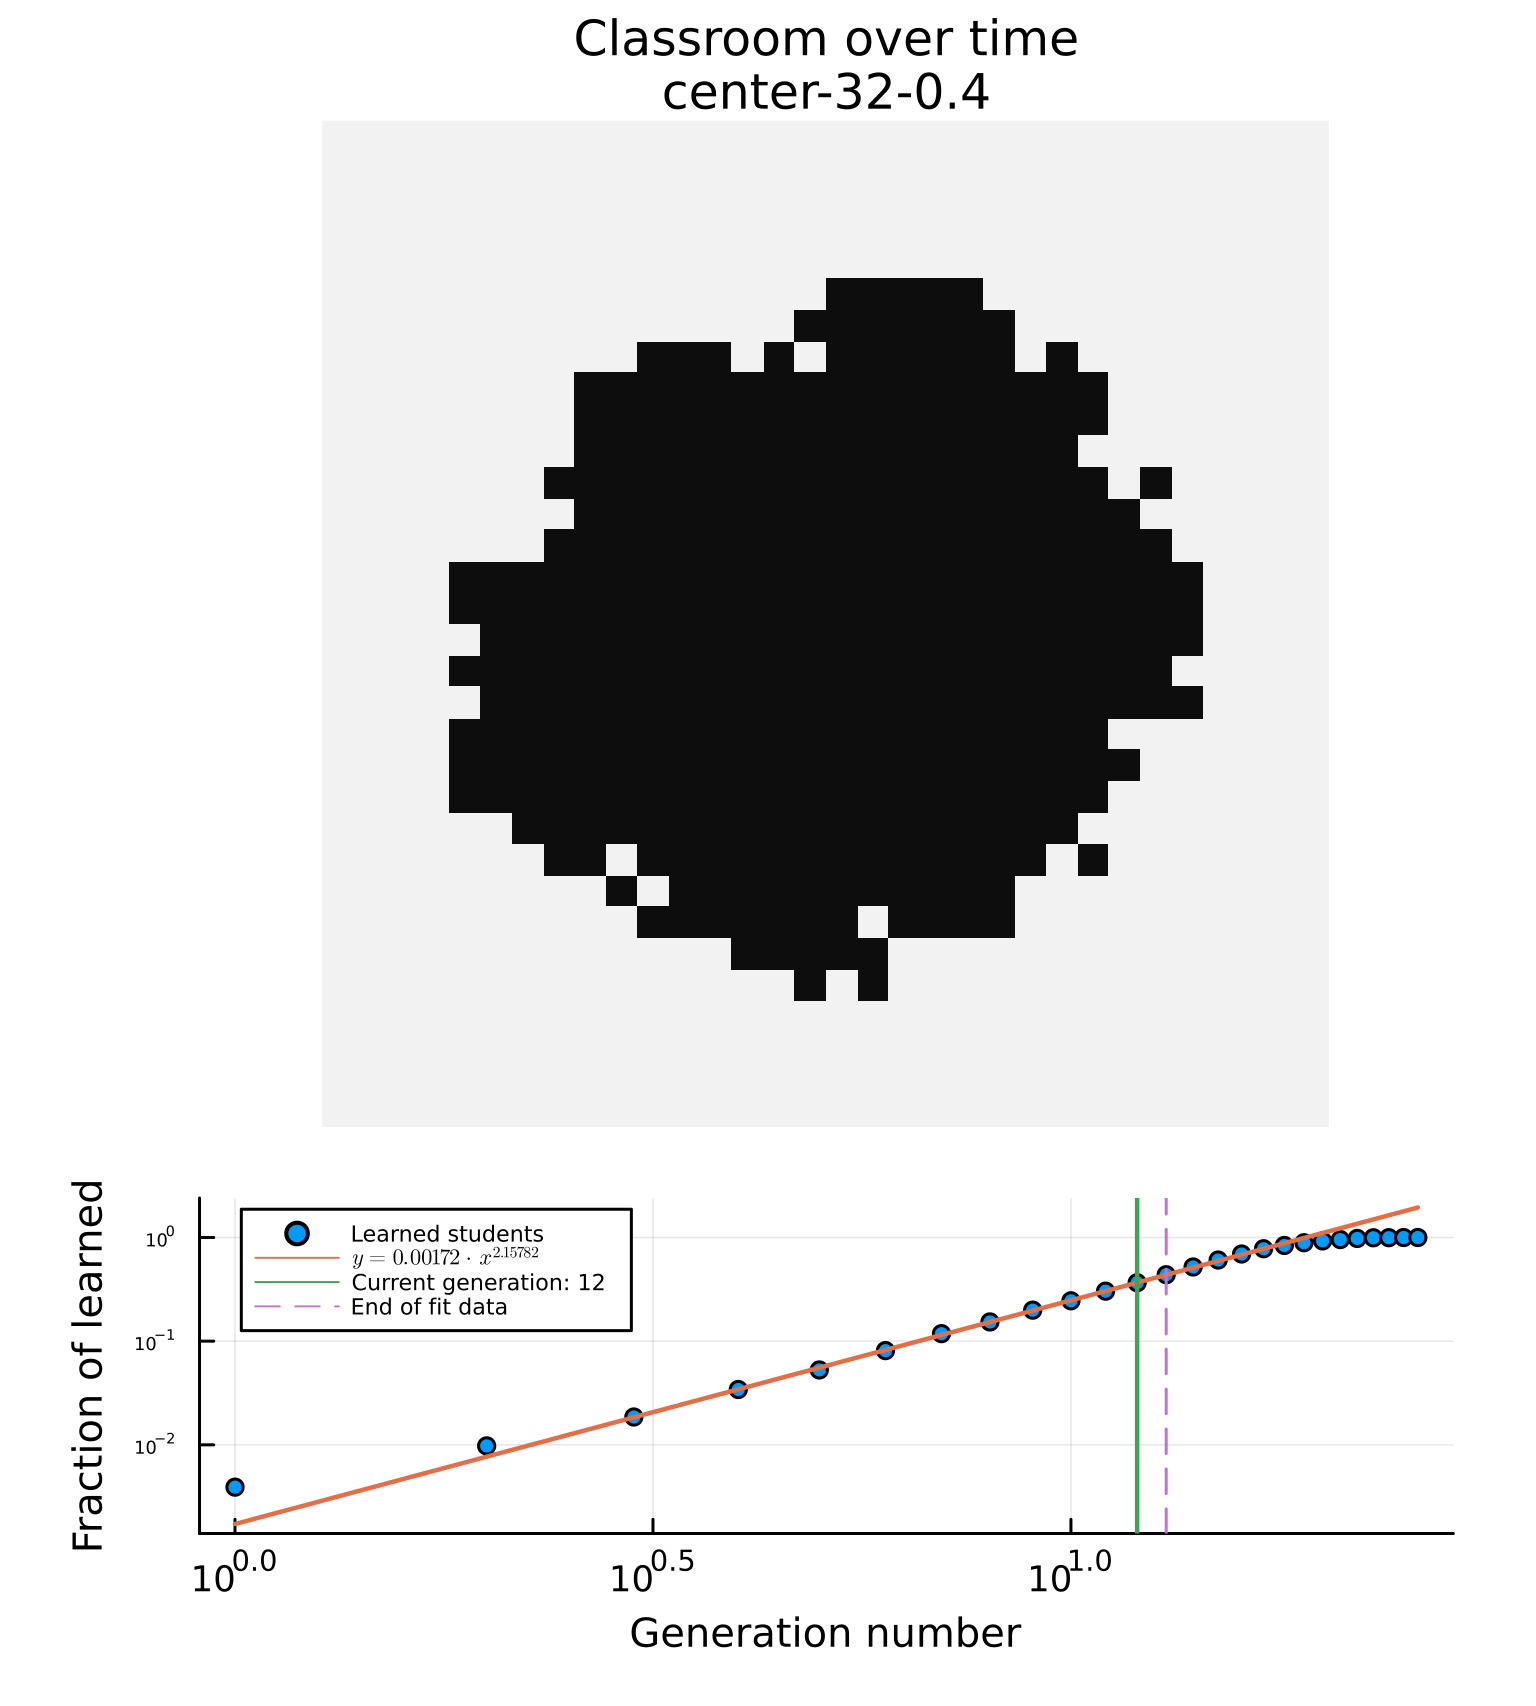 Classroom over time
center-32-0.4
Fraction of learned
10⁰
10⁻¹
10⁻²
Learned students
y = 0.00172 · x^2.15782
Current generation: 12
End of fit data
10^0.0
10^0.5
10^1.0
Generation number